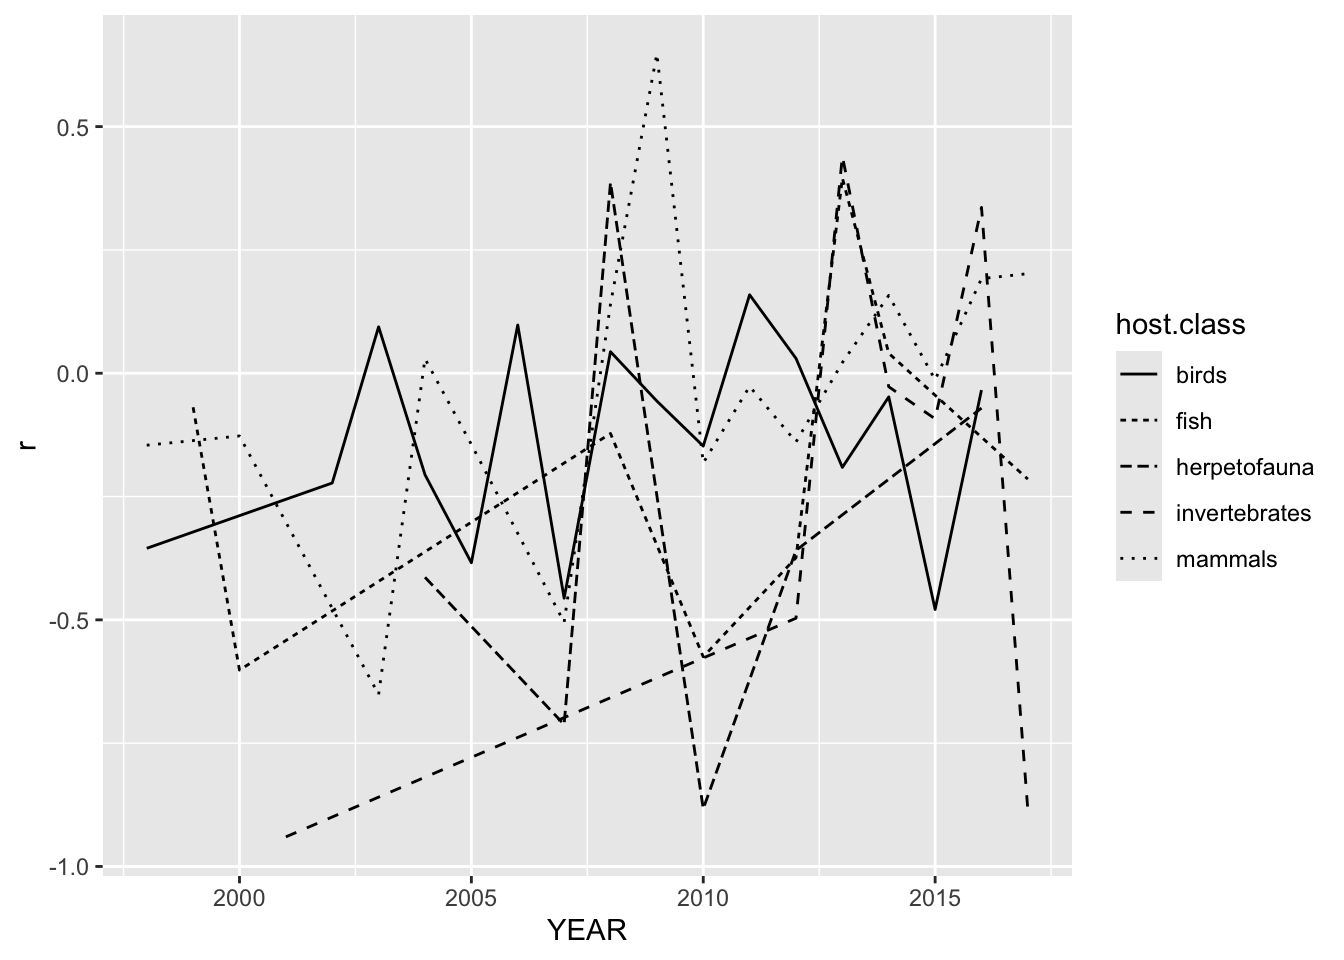 0.5
0.0
-0.5
-1.0
r
2000
2005
2010
2015
YEAR
host.class
birds
fish
herpetofauna
invertebrates
mammals